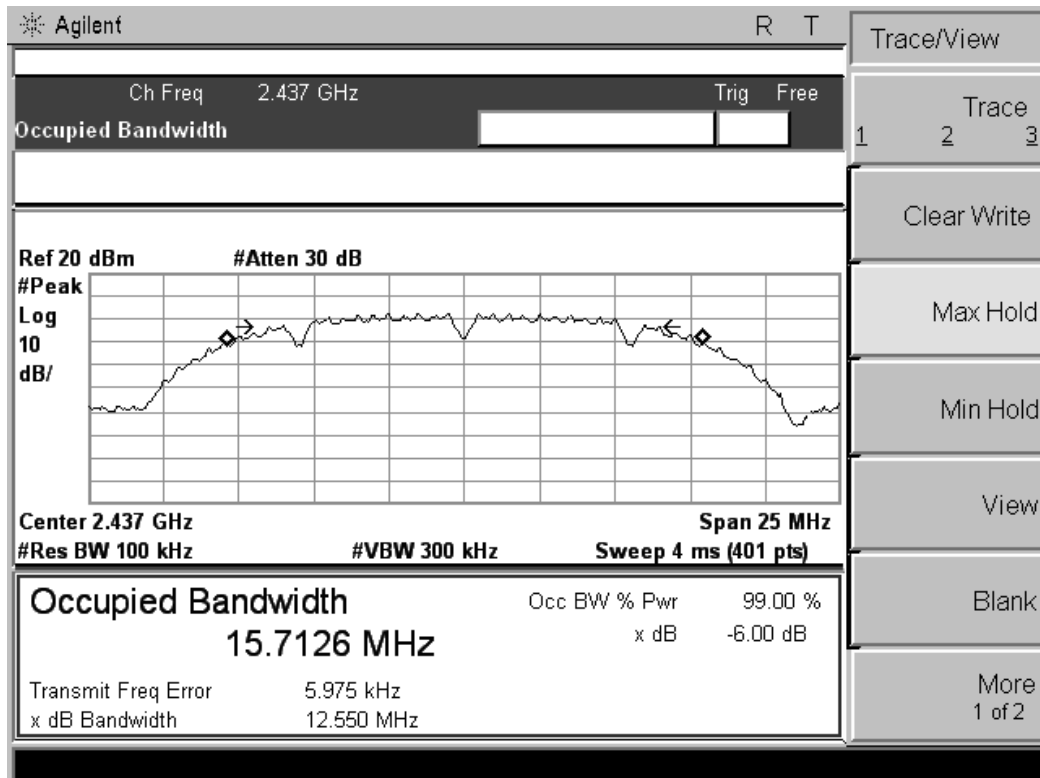 Agilent
R T
Ch Freq 2.437 GHz Trig Free
Occupied Bandwidth
Ref 20 dBm #Atten 30 dB
#Peak
Log
10
dB/
Center 2.437 GHz Span 25 MHz
#Res BW 100 kHz #VBW 300 kHz Sweep 4 ms (401 pts)
Occupied Bandwidth
15.7126 MHz
Occ BW % Pwr 99.00 %
x dB -6.00 dB
Transmit Freq Error 5.975 kHz
x dB Bandwidth 12.550 MHz
Trace/View
Trace
1 2 3
Clear Write
Max Hold
Min Hold
View
Blank
More
1 of 2